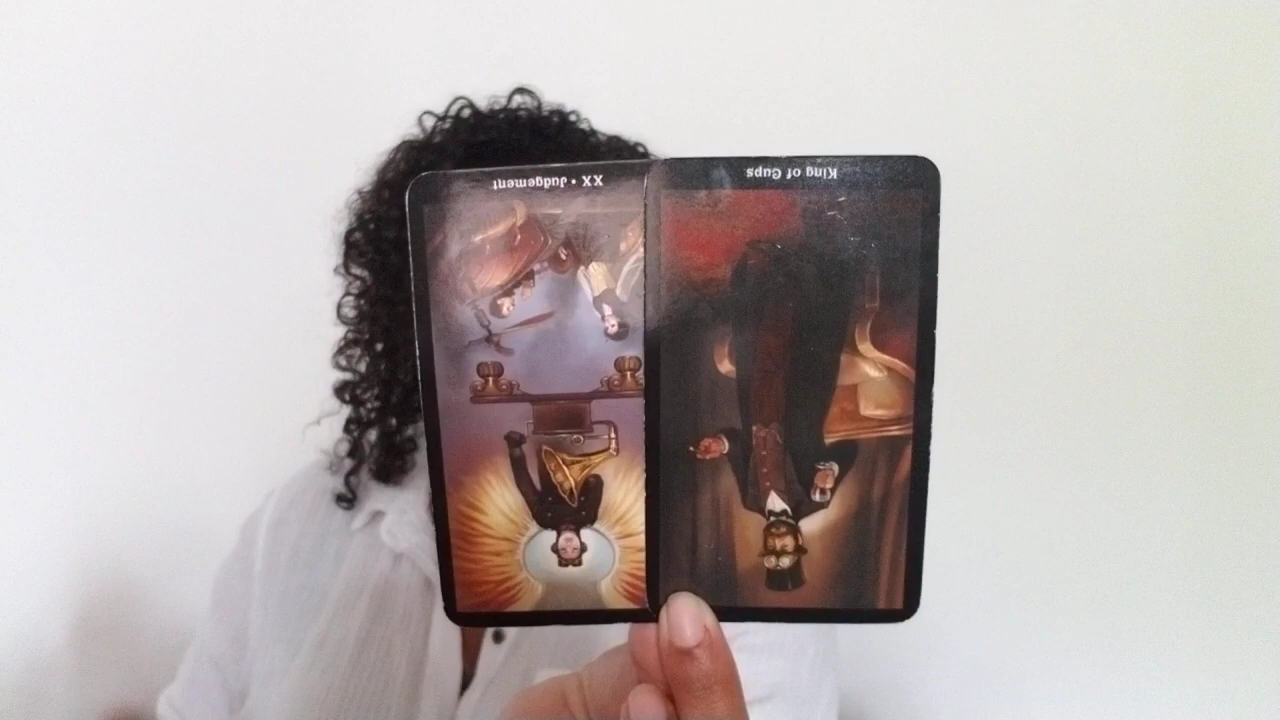 XX • Judgement
King of Cups